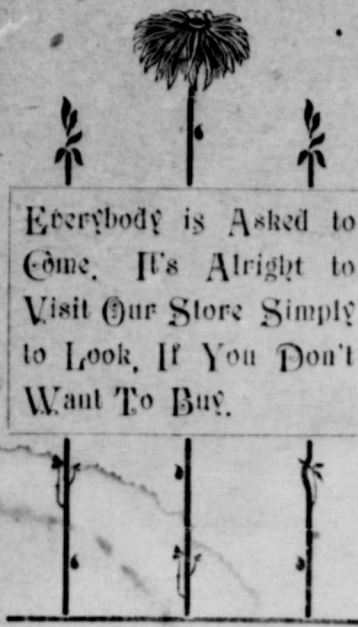 Everybody is Asked to
Come. It's Alright to
Visit Our Store Simply
to Look, If You Don't
Want To Buy.